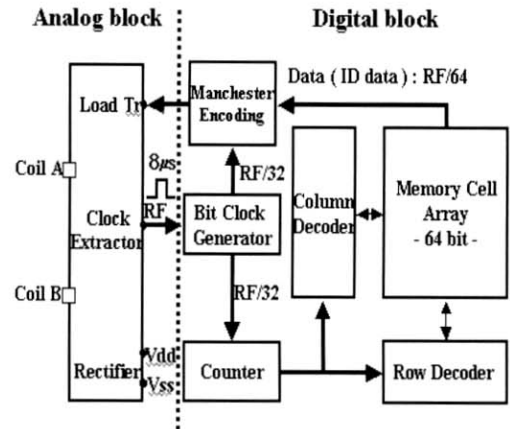 Analog block
Digital block
Data ( ID data ) : RF/64
Manchester
Encoding
Load Tr
8μs
RF/32
Coil A
Column
Decoder
Memory Cell
Array
- 64 bit -
Clock
Extractor
RF
Bit Clock
Generator
RF/32
Coil B
Vdd
Rectifier
Vss
Counter
Row Decoder